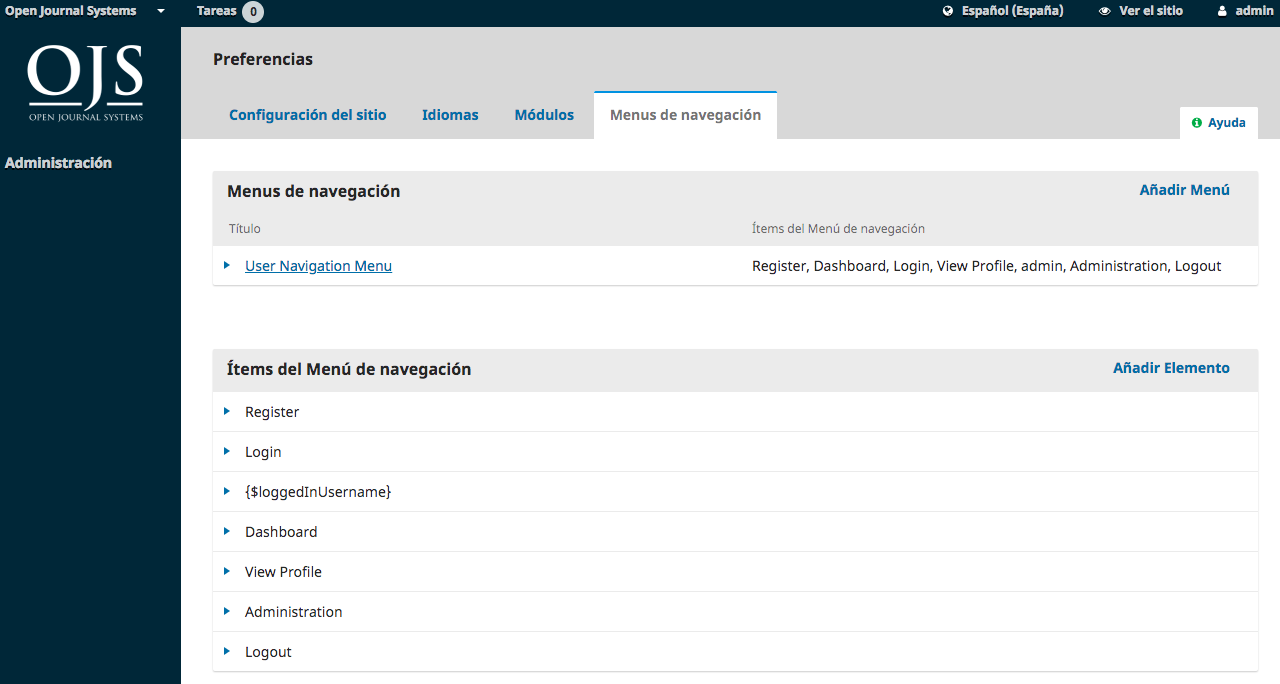 Open Journal Systems Tareas 0 Español (España) Ver el sitio admin
OJS
OPEN JOURNAL SYSTEMS
Administración
Preferencias
Configuración del sitio Idiomas Módulos Menus de navegación
Ayuda
Menus de navegación Añadir Menú
Título Ítems del Menú de navegación
User Navigation Menu Register, Dashboard, Login, View Profile, admin, Administration, Logout
Ítems del Menú de navegación Añadir Elemento
Register
Login
{$loggedInUsername}
Dashboard
View Profile
Administration
Logout